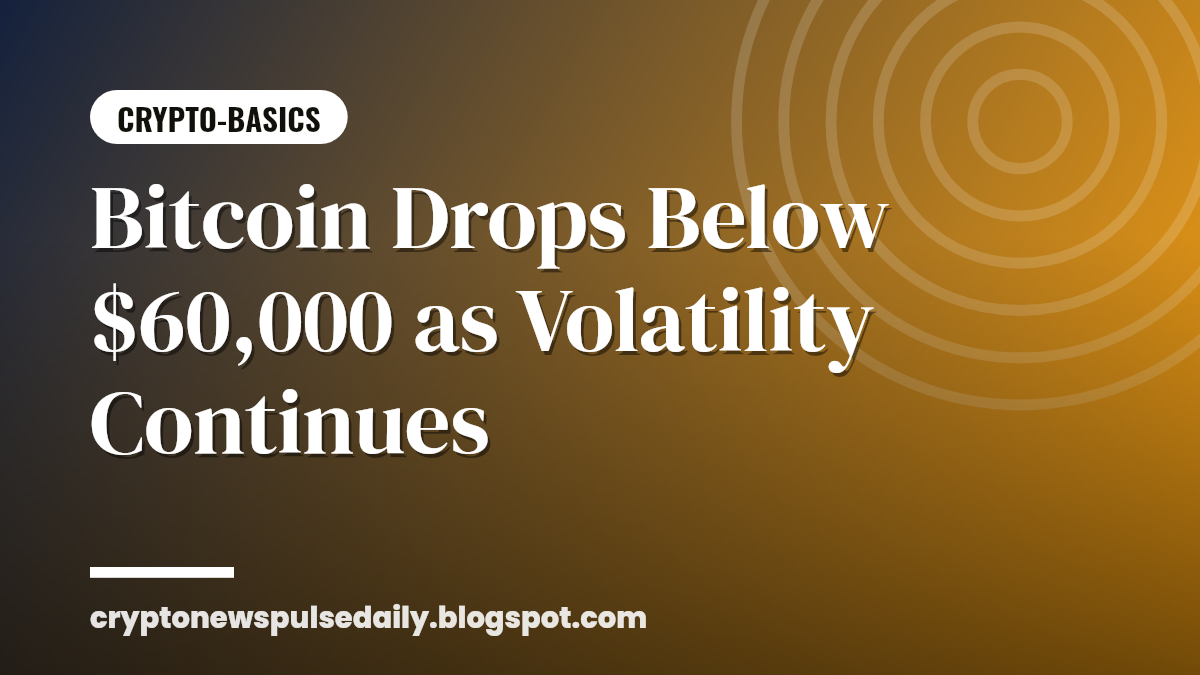 CRYPTO-BASICS
Bitcoin Drops Below
$60,000 as Volatility
Continues
cryptonewspulsedaily.blogspot.com